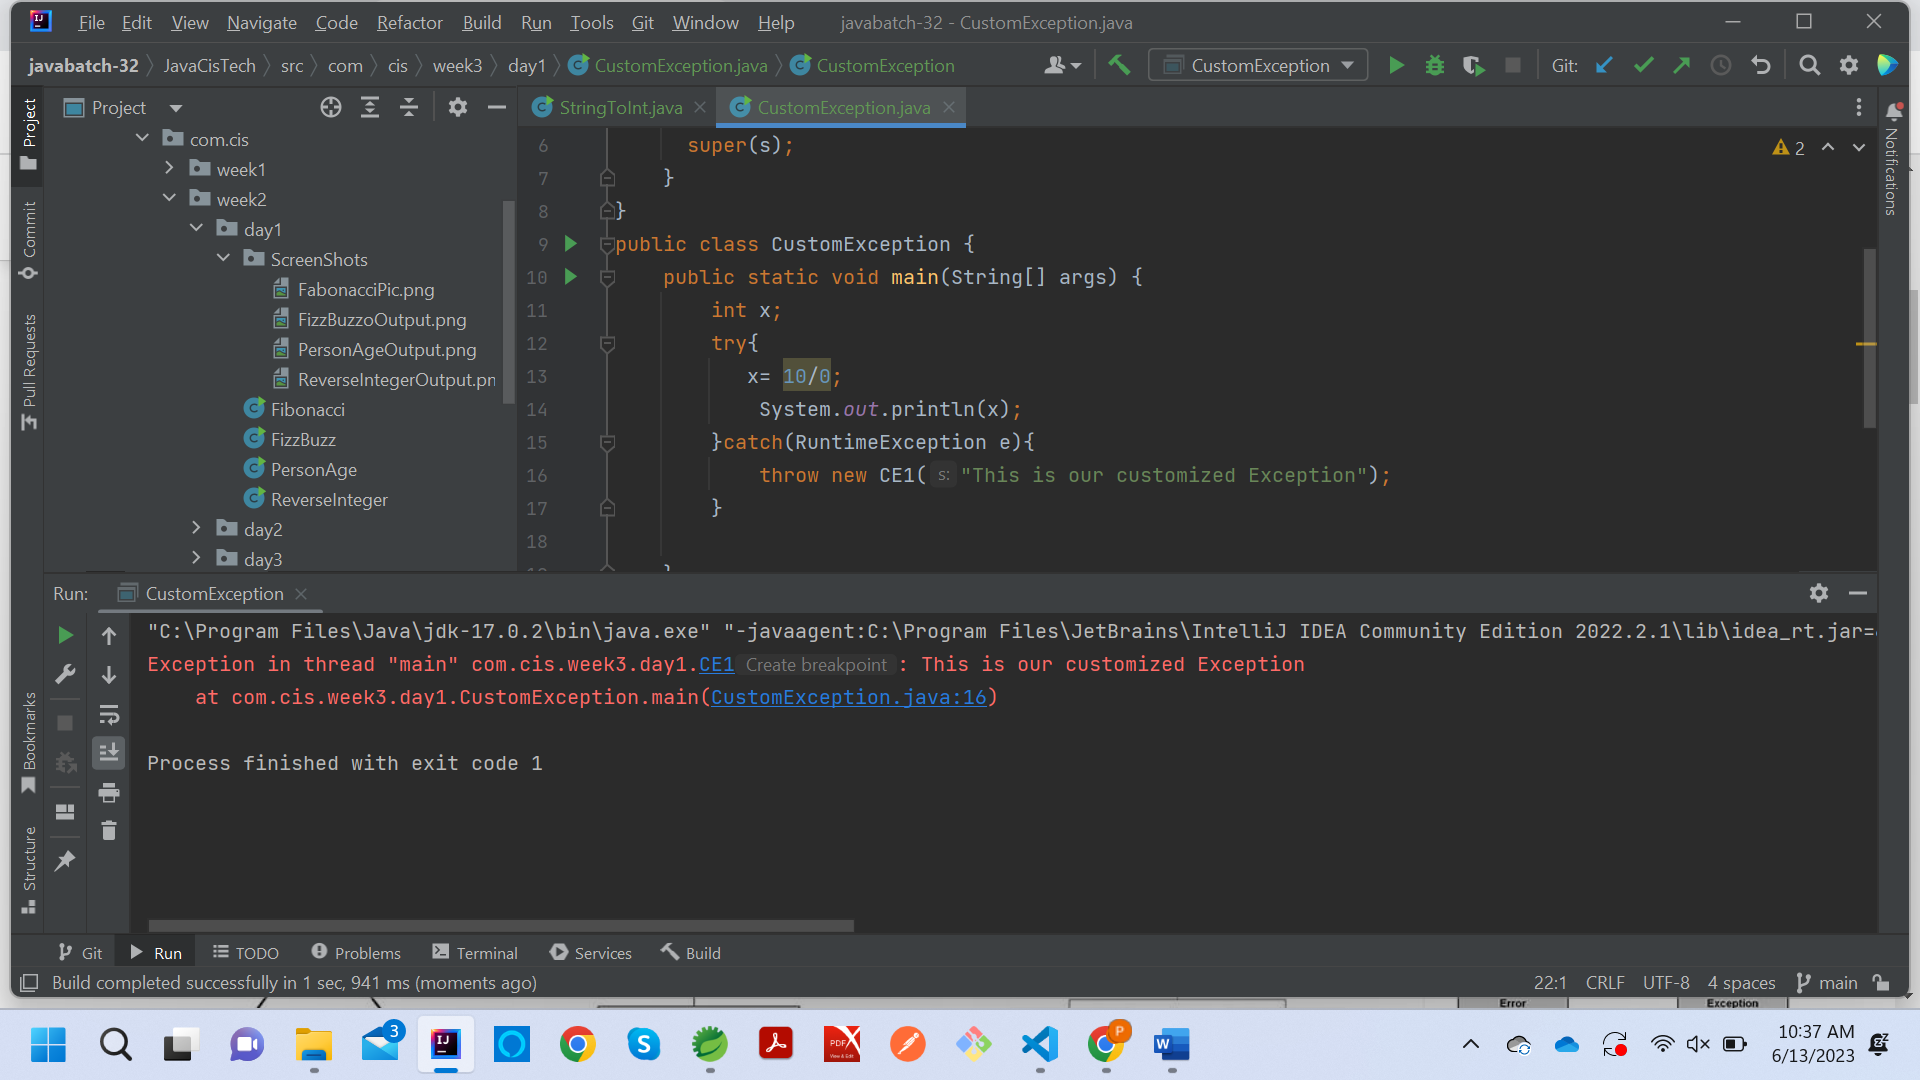 File Edit View Navigate Code Refactor Build Run Tools Git Window Help javabatch-32 - CustomException.java
javabatch-32 JavaCisTech src com cis week3 day1 CustomException.java CustomException CustomException Git:
Project
StringToInt.java CustomException.java
Project
Commit
Pull Requests
Bookmarks
Structure
Notifications
com.cis
week1
week2
day1
ScreenShots
FabonacciPic.png
FizzBuzzoOutput.png
PersonAgeOutput.png
ReverseIntegerOutput.pn
Fibonacci
FizzBuzz
PersonAge
ReverseInteger
day2
day3
2
6 super(s);
7 }
8 }
9 public class CustomException {
10 public static void main(String[] args) {
11 int x;
12 try{
13 x= 10/0;
14 System.out.println(x);
15 }catch(RuntimeException e){
16 throw new CE1( s: "This is our customized Exception");
17 }
18
Run: CustomException
"C:\Program Files\Java\jdk-17.0.2\bin\java.exe" "-javaagent:C:\Program Files\JetBrains\IntelliJ IDEA Community Edition 2022.2.1\lib\idea_rt.jar=
Exception in thread "main" com.cis.week3.day1.CE1 Create breakpoint : This is our customized Exception
at com.cis.week3.day1.CustomException.main(CustomException.java:16)
Process finished with exit code 1
Git Run TODO Problems Terminal Services Build
Build completed successfully in 1 sec, 941 ms (moments ago) 22:1 CRLF UTF-8 4 spaces main
Error Exception
3
P
10:37 AM
6/13/2023